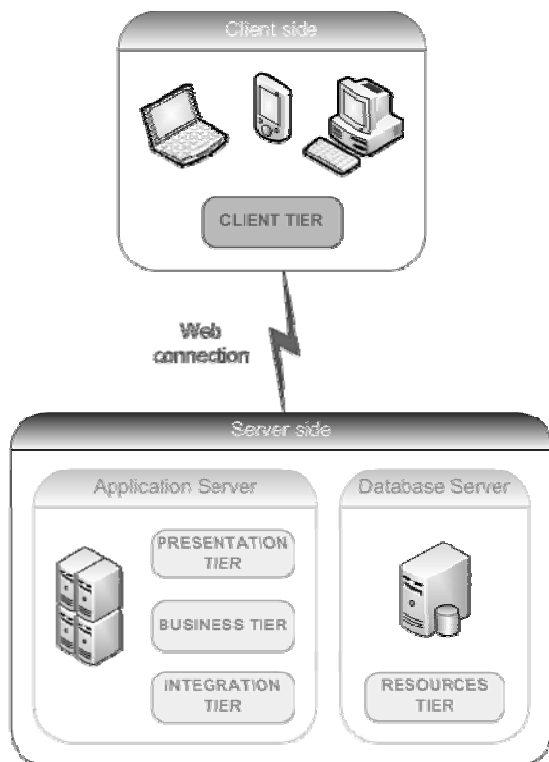 Client side
CLIENT TIER
Web
connection
Server side
Application Server
PRESENTATION
TIER
BUSINESS TIER
INTEGRATION
TIER
Database Server
RESOURCES
TIER